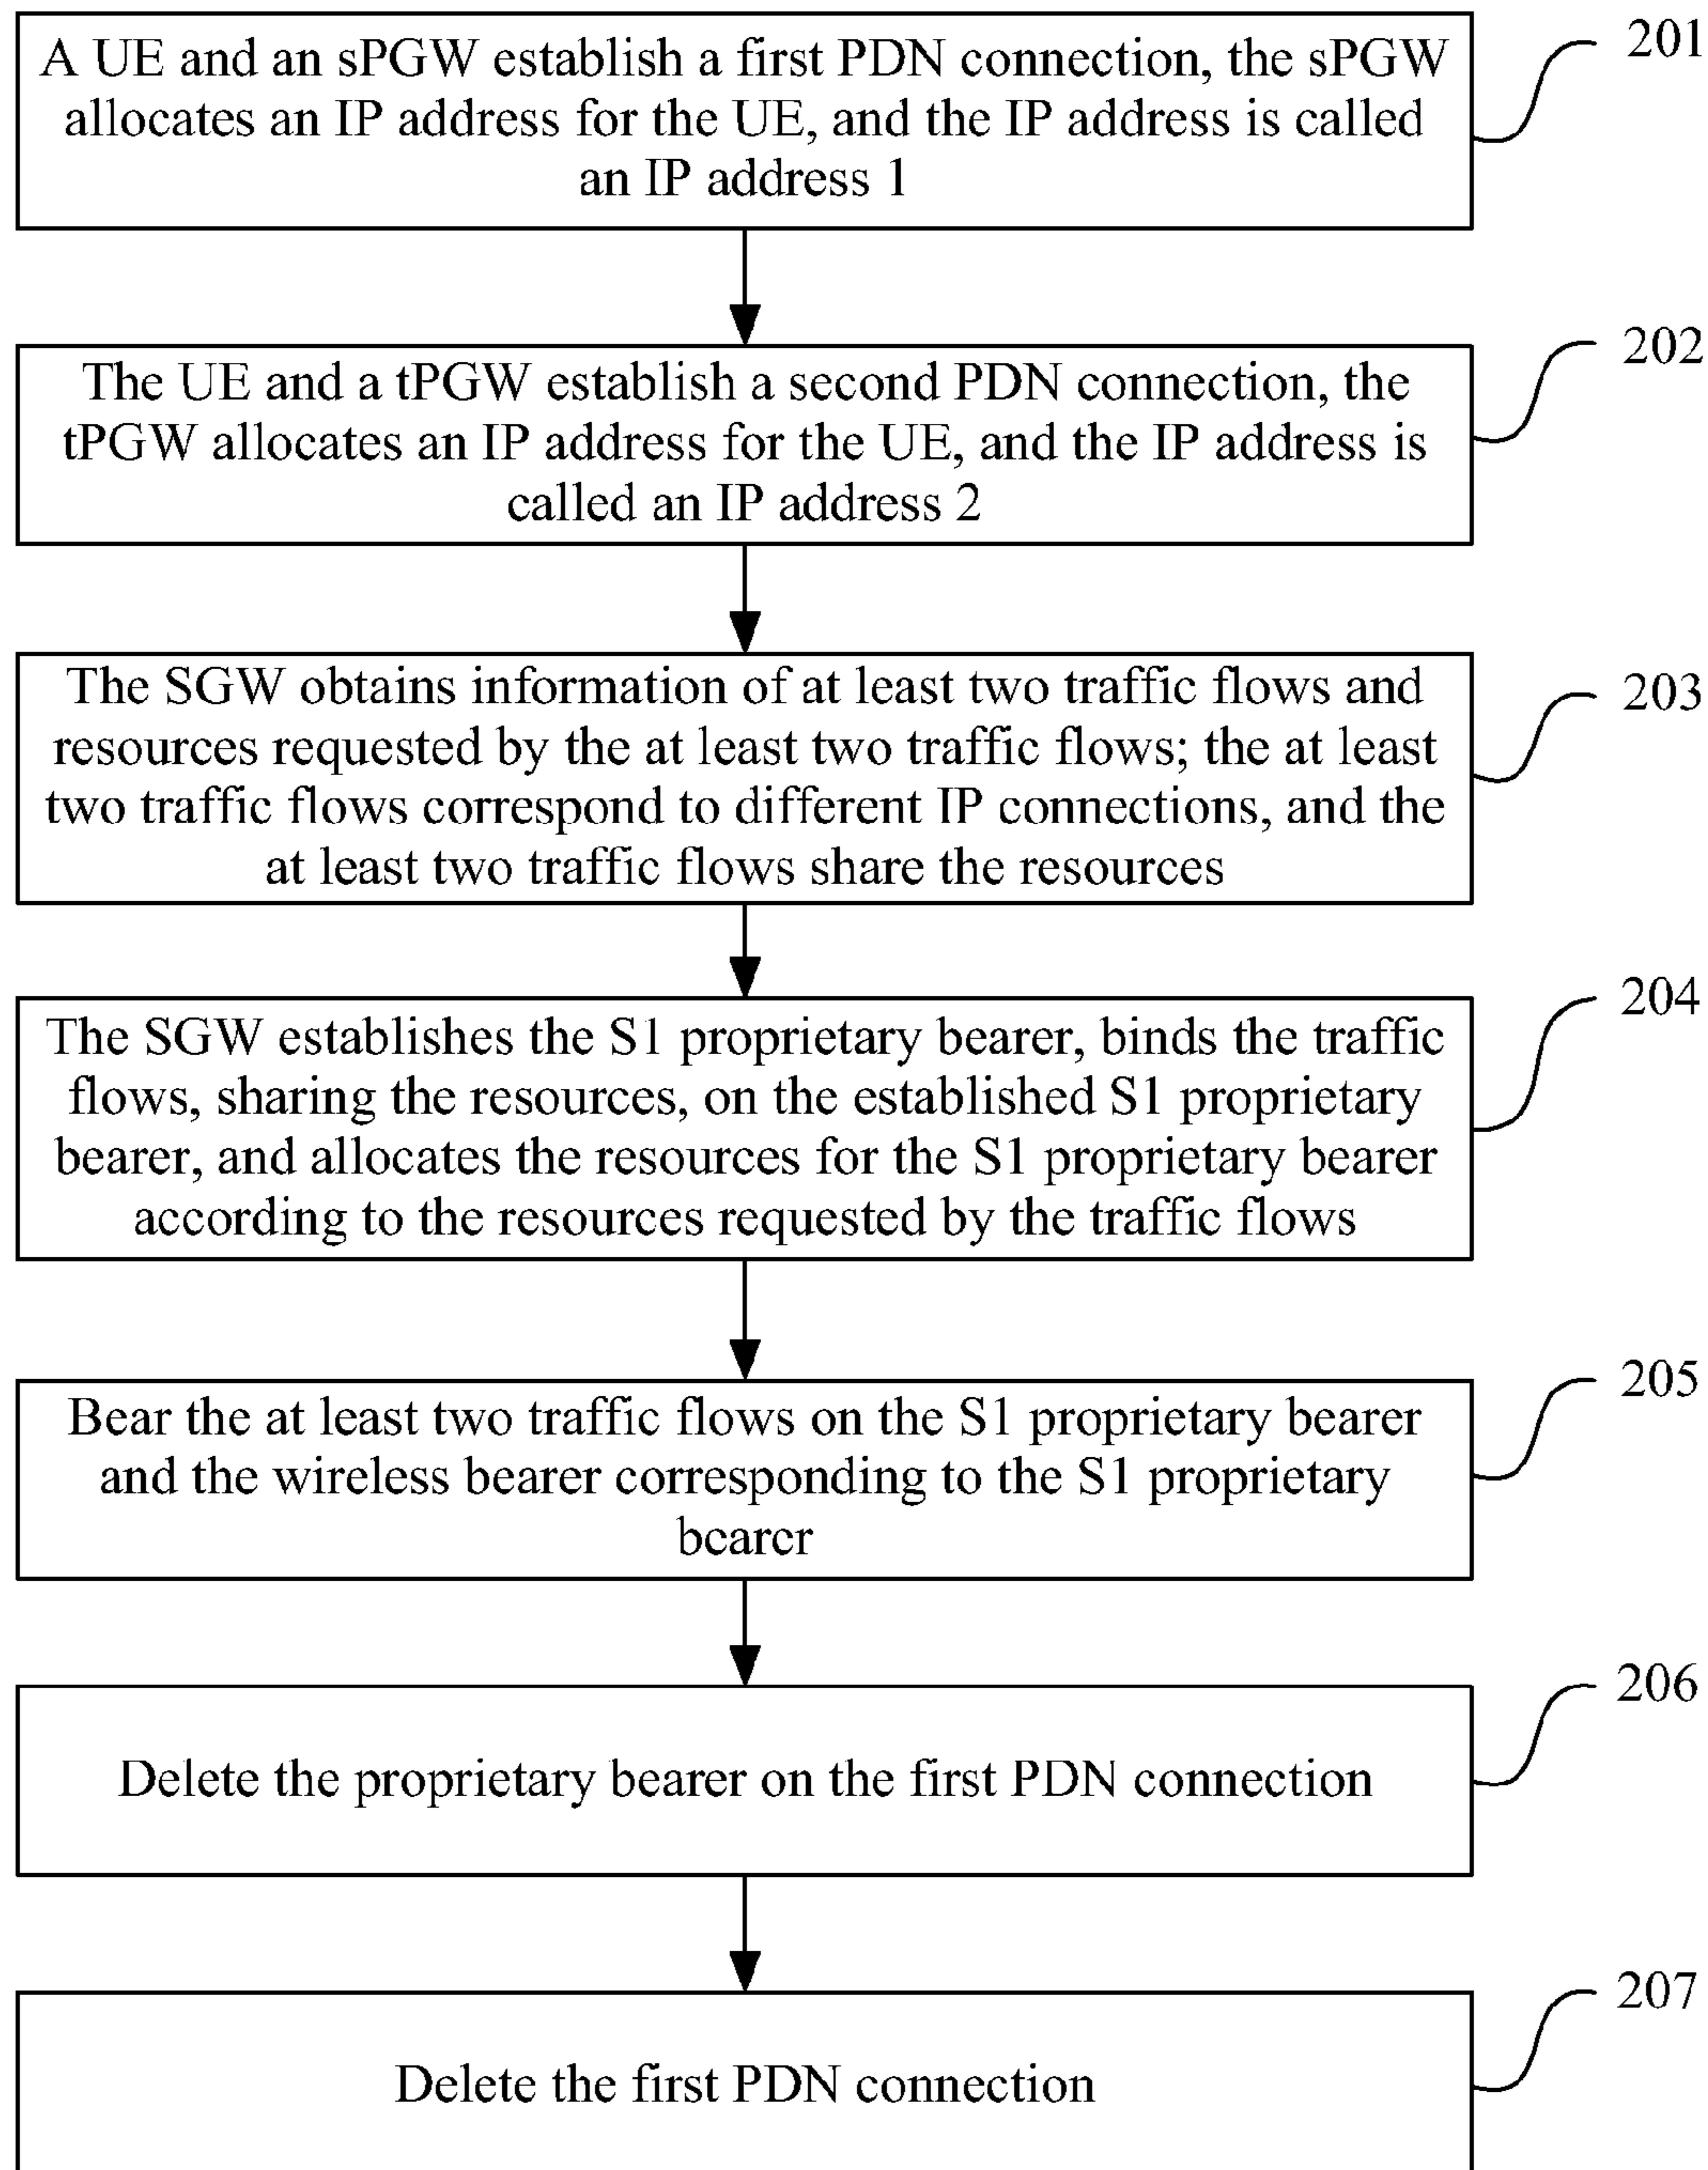 A UE and an sPGW establish a first PDN connection, the sPGW
allocates an IP address for the UE, and the IP address is called
an IP address 1
201
The UE and a tPGW establish a second PDN connection, the
tPGW allocates an IP address for the UE, and the IP address is
called an IP address 2
202
The SGW obtains information of at least two traffic flows and
resources requested by the at least two traffic flows; the at least
two traffic flows correspond to different IP connections, and the
at least two traffic flows share the resources
203
The SGW establishes the S1 proprietary bearer, binds the traffic
flows, sharing the resources, on the established S1 proprietary
bearer, and allocates the resources for the S1 proprietary bearer
according to the resources requested by the traffic flows
204
Bear the at least two traffic flows on the S1 proprietary bearer
and the wireless bearer corresponding to the S1 proprietary
bearer
205
Delete the proprietary bearer on the first PDN connection
206
Delete the first PDN connection
207